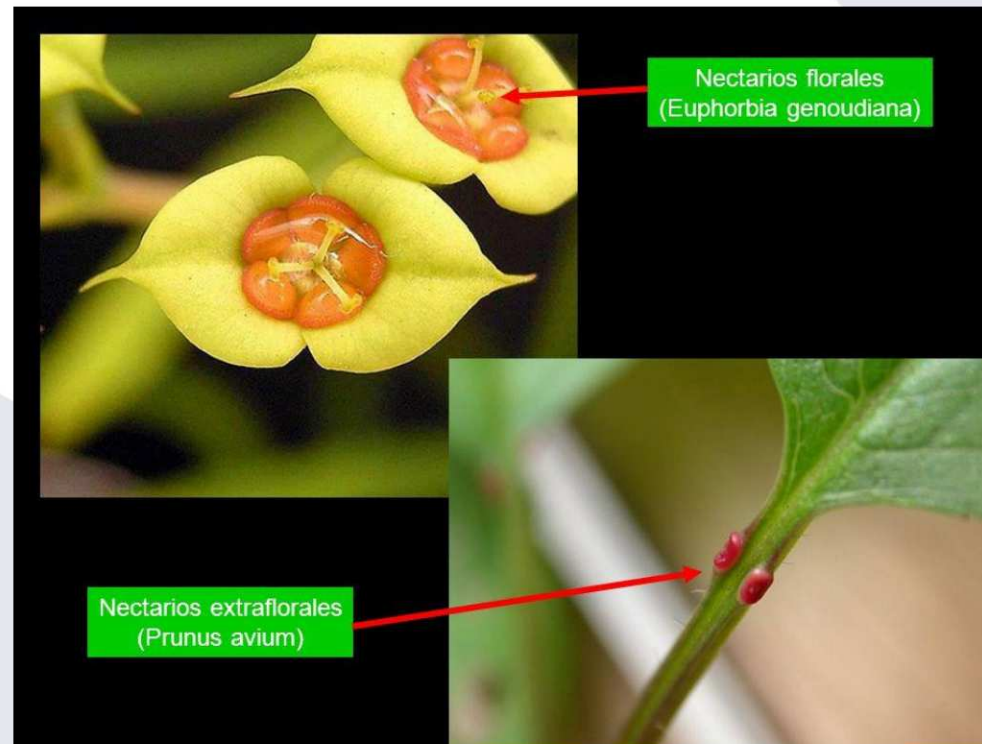 Nectarios florales
(Euphorbia genoudiana)
Nectarios extraflorales
(Prunus avium)